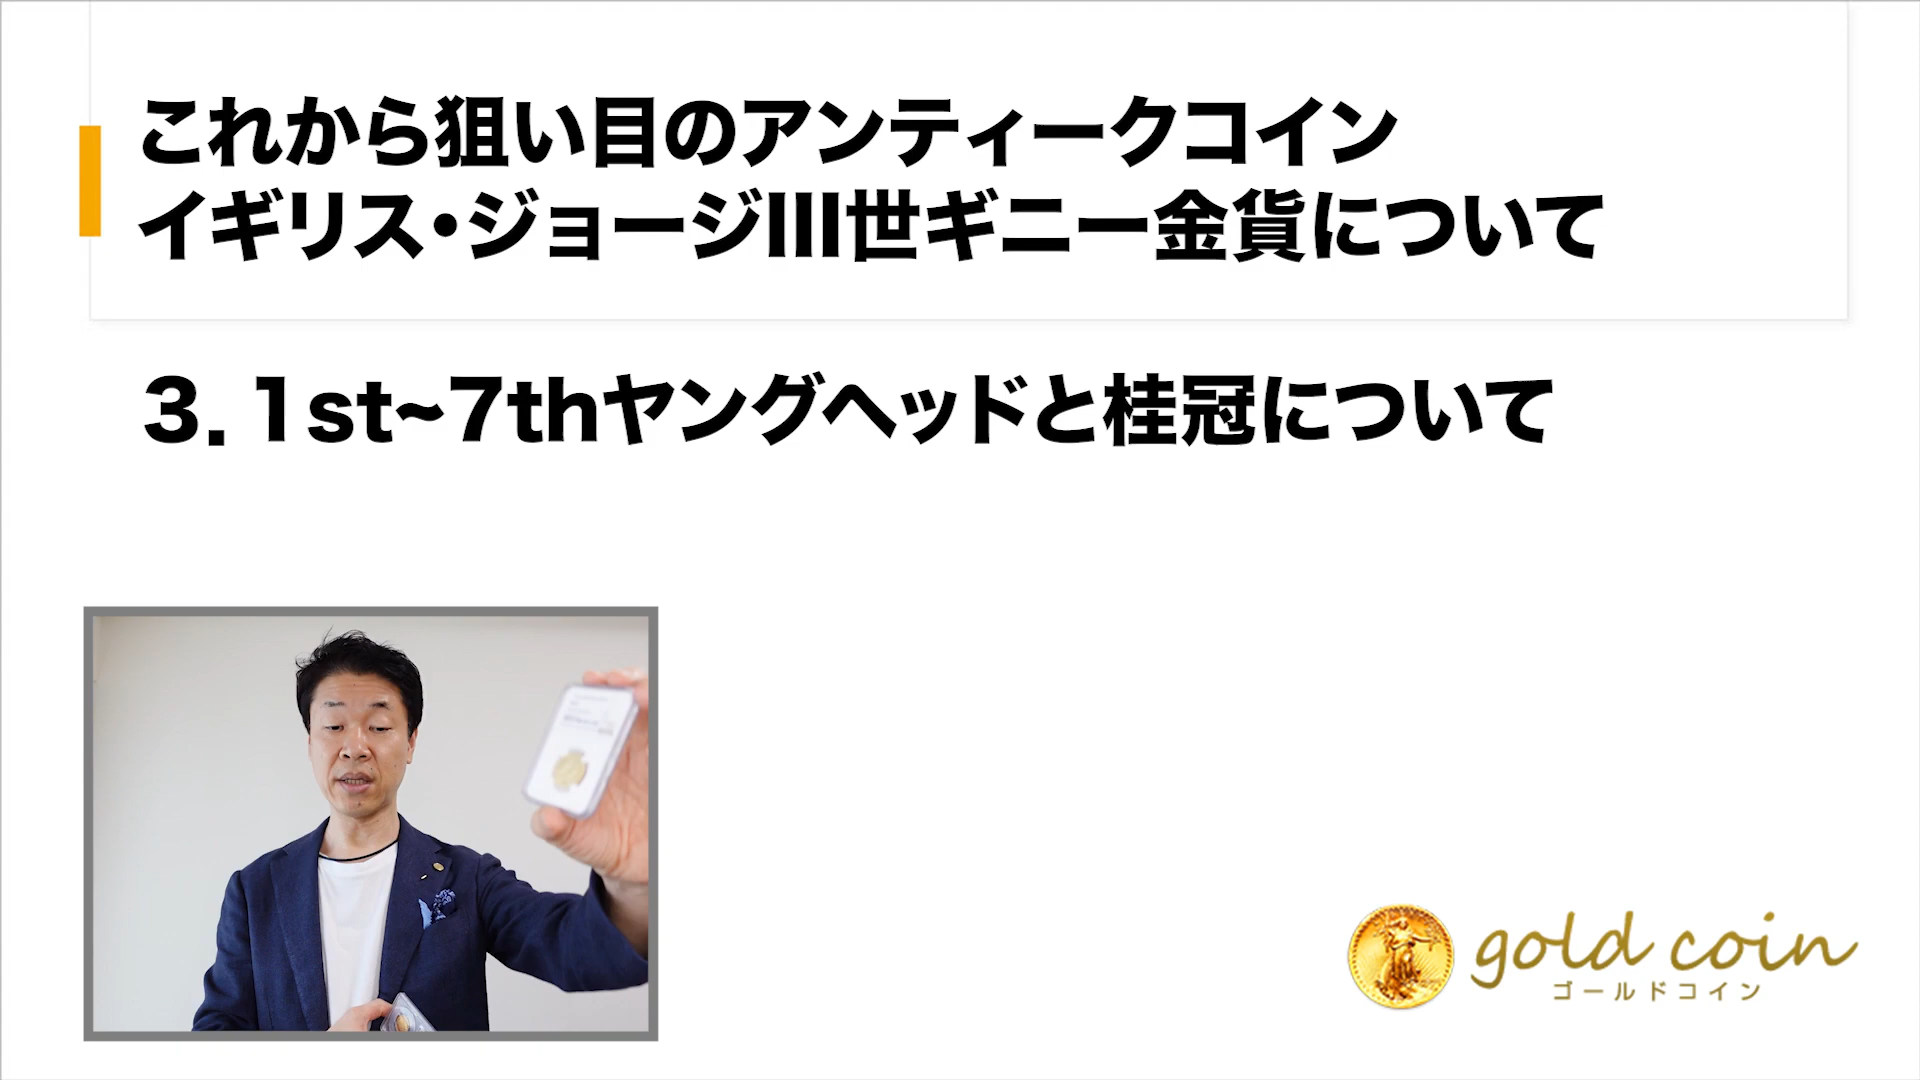 これから狙い目のアンティークコイン
イギリス・ジョージIII世ギニー金貨について
3. 1st~7thヤングヘッドと桂冠について
gold coin
ゴールドコイン